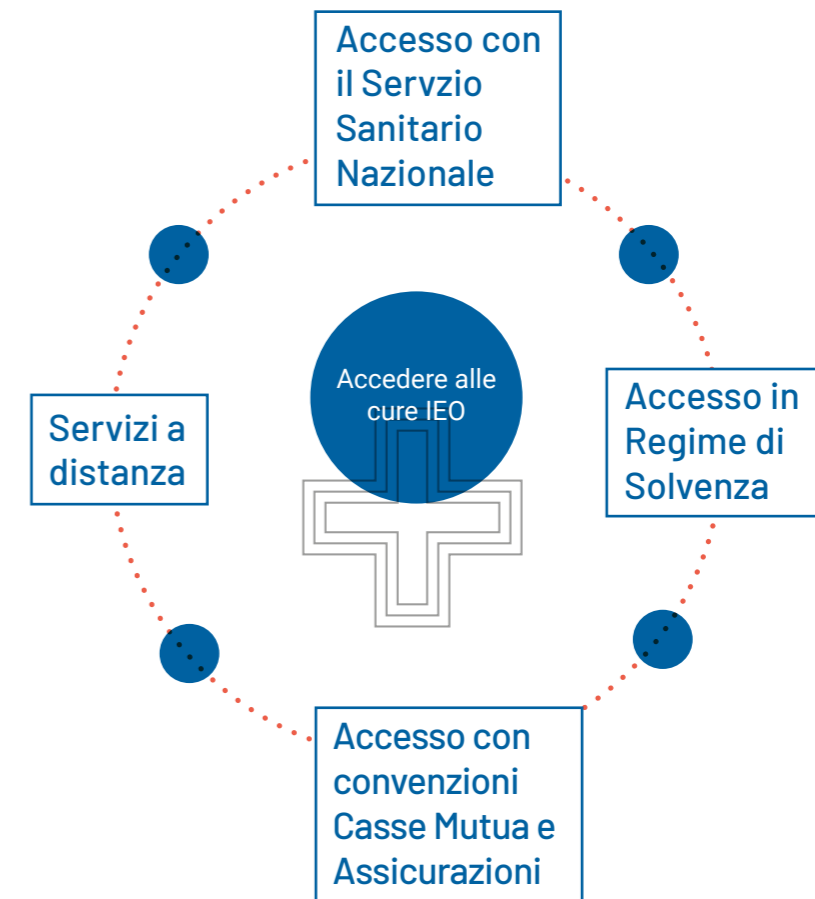 Accesso con
il Servzio
Sanitario
Nazionale
Accedere alle
cure IEO
Servizi a
distanza
Accesso in
Regime di
Solvenza
Accesso con
convenzioni
Casse Mutua e
Assicurazioni